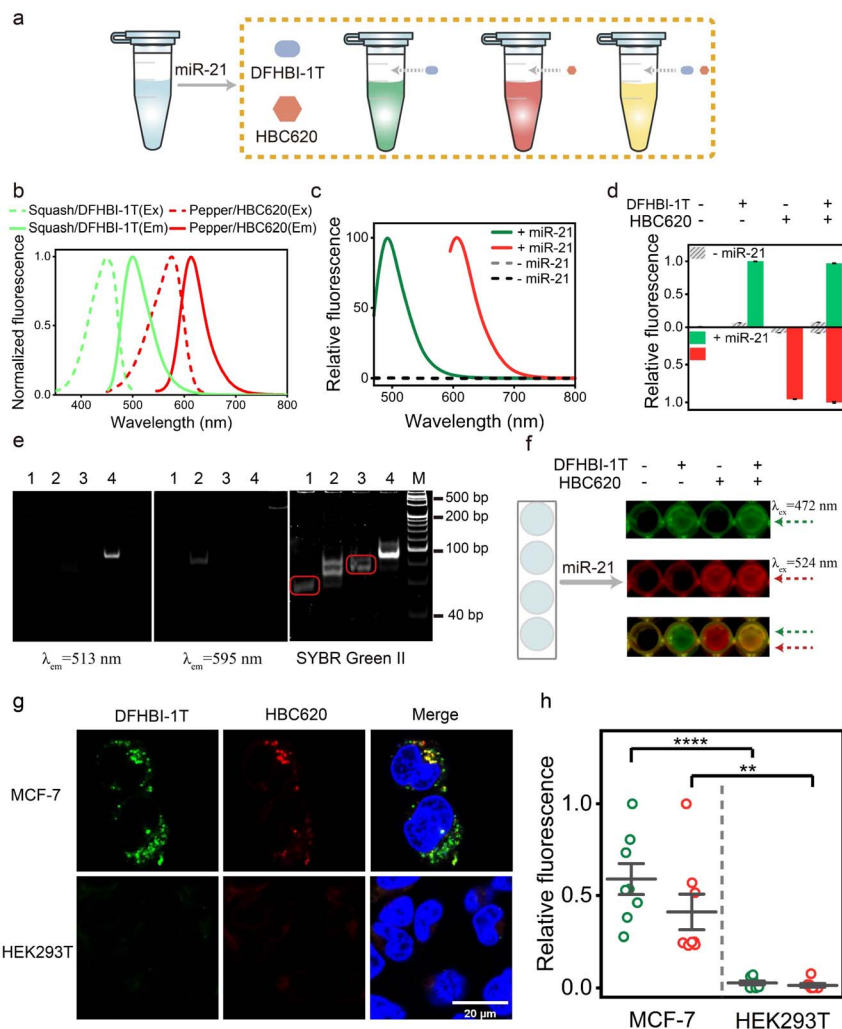 a
miR-21
DFHBI-1T
HBC620
b
Squash/DFHBI-1T(Ex)
Pepper/HBC620(Ex)
Squash/DFHBI-1T(Em)
Pepper/HBC620(Em)
Normalized fluorescence
1.0
0.5
0.0
400 500 600 700 800
Wavelength (nm)
c
+ miR-21
+ miR-21
- miR-21
- miR-21
Relative fluorescence
100
50
0
500 600 700 800
Wavelength (nm)
d
DFHBI-1T - + - +
HBC620 - - + +
- miR-21
+ miR-21
Relative fluorescence
1.0
0.5
0.0
0.5
1.0
e
1 2 3 4 1 2 3 4 1 2 3 4 M
500 bp
200 bp
100 bp
40 bp
λem=513 nm
λem=595 nm
SYBR Green II
f
DFHBI-1T - + - +
HBC620 - - + +
miR-21
λex=472 nm
λex=524 nm
g
DFHBI-1T HBC620 Merge
MCF-7
HEK293T
20 μm
h
****
**
Relative fluorescence
1.0
0.5
0.0
MCF-7 HEK293T